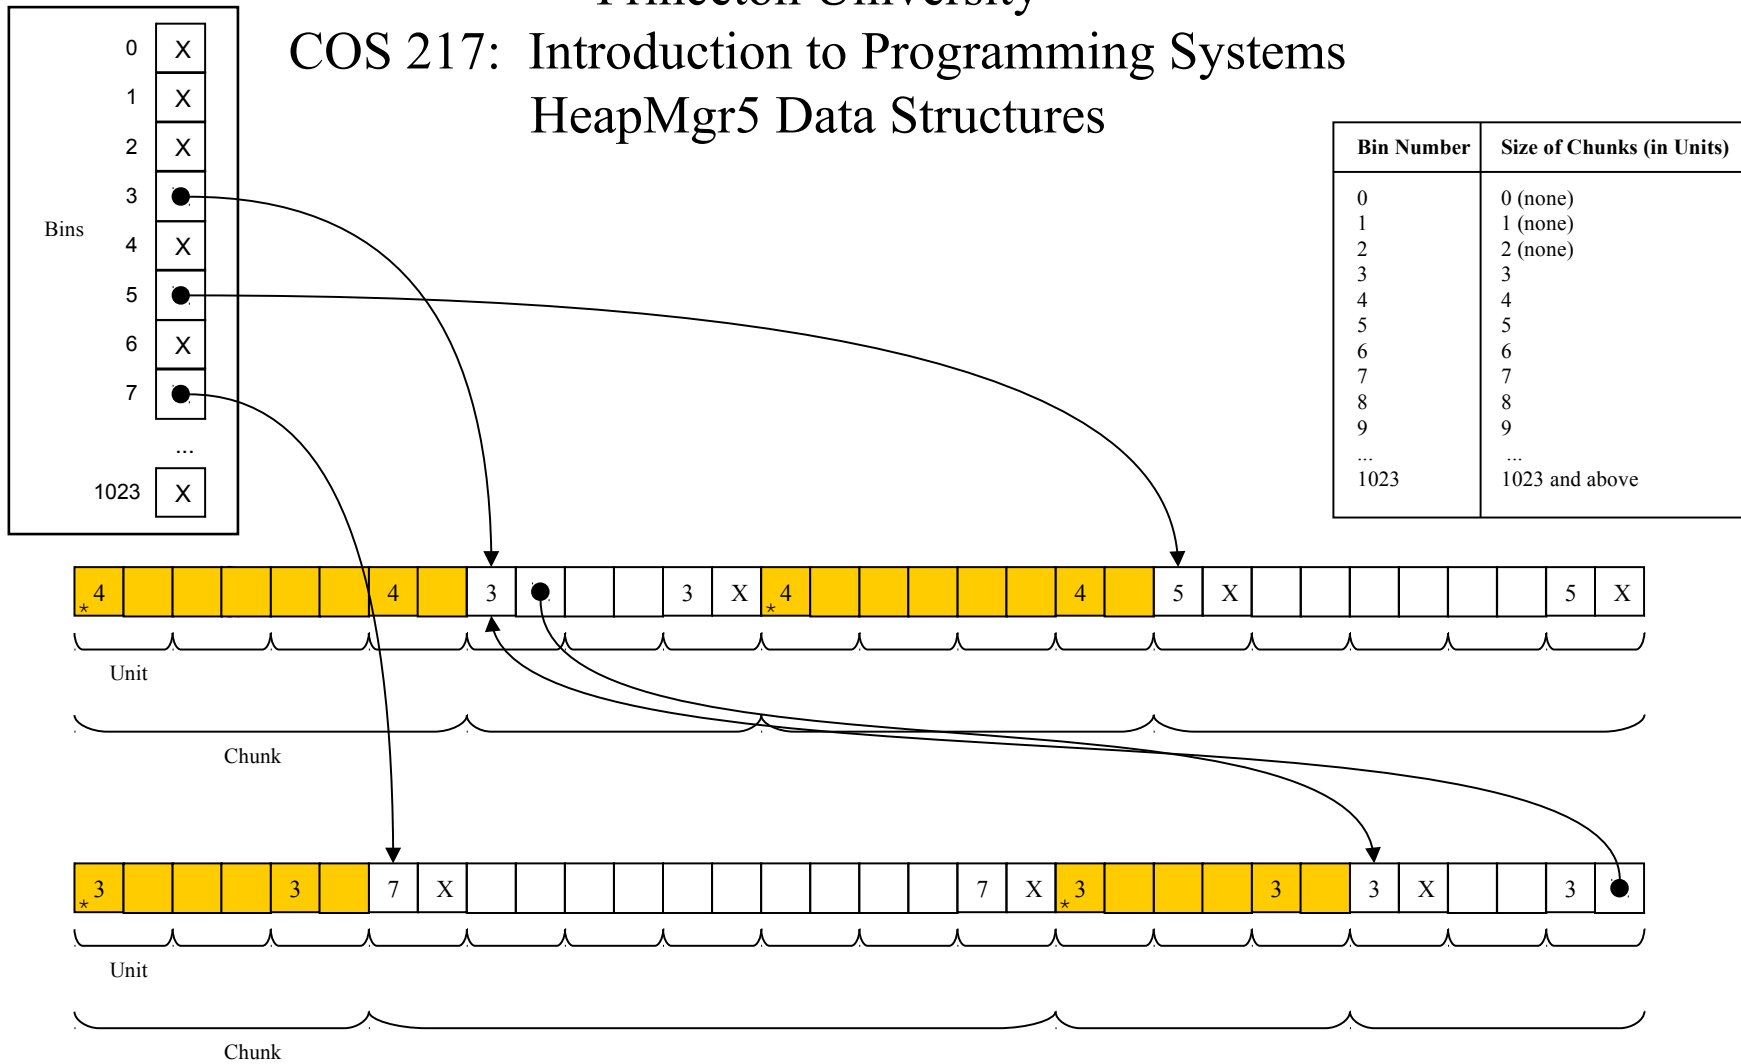 Princeton University
COS 217: Introduction to Programming Systems
HeapMgr5 Data Structures
Bins
0 X
1 X
2 X
3
4 X
5
6 X
7
...
1023 X
Bin Number Size of Chunks (in Units)
0 0 (none)
1 1 (none)
2 2 (none)
3 3
4 4
5 5
6 6
7 7
8 8
9 9
... ...
1023 1023 and above
*4 4 3 3 X *4 4 5 X 5 X
Unit
Chunk
*3 3 7 X 7 X *3 3 3 X 3
Unit
Chunk